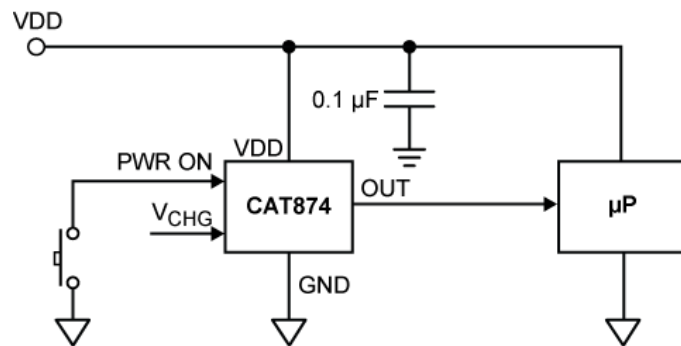 VDD
0.1 µF
PWR ON
VDD
OUT
V_CHG
CAT874
µP
GND